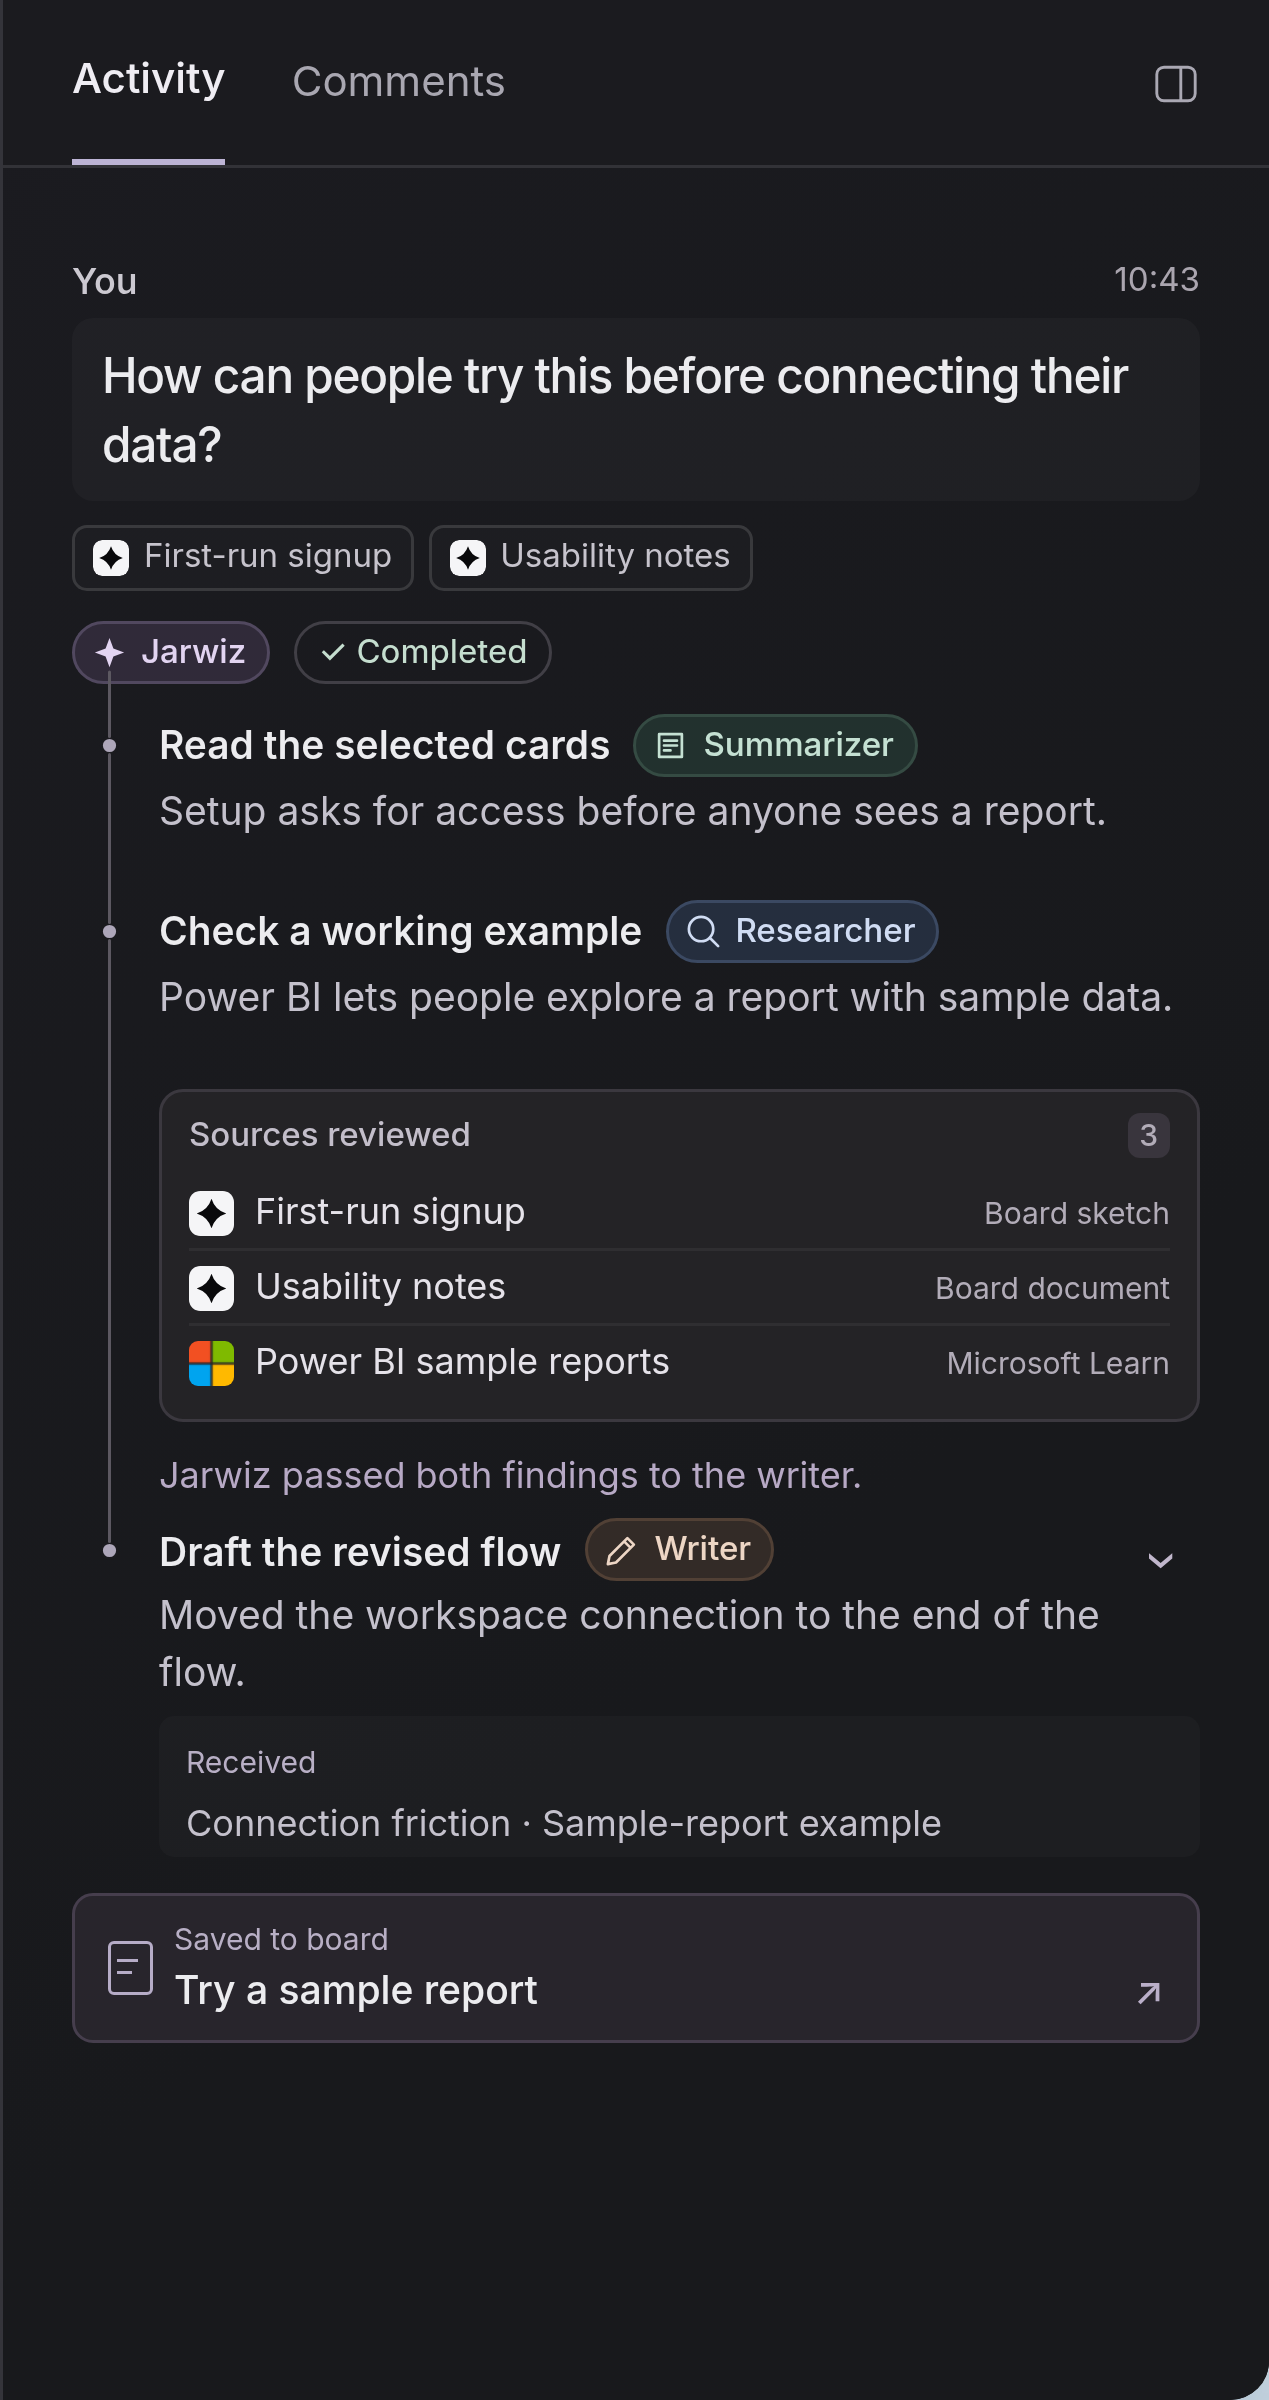 Activity
Comments
You
10:43
How can people try this before connecting their
data?
First-run signup
Usability notes
Jarwiz
Completed
Read the selected cards
Summarizer
Setup asks for access before anyone sees a report.
Check a working example
Researcher
Power BI lets people explore a report with sample data.
Sources reviewed
3
First-run signup
Board sketch
Usability notes
Board document
Power BI sample reports
Microsoft Learn
Jarwiz passed both findings to the writer.
Draft the revised flow
Writer
Moved the workspace connection to the end of the
flow.
Received
Connection friction · Sample-report example
Saved to board
Try a sample report